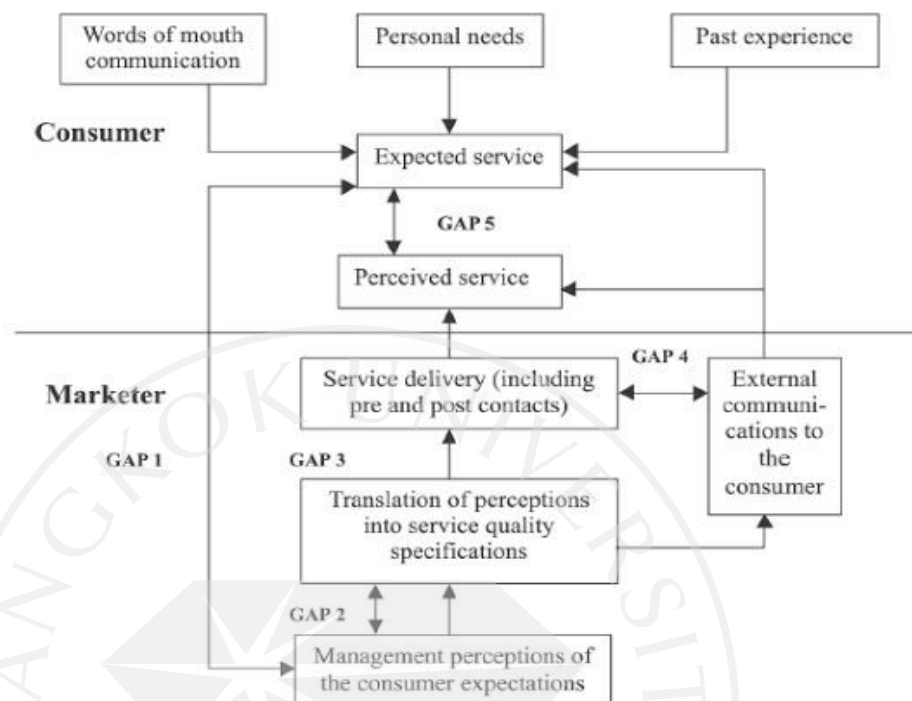 Words of mouth
communication
Personal needs
Past experience
Consumer
Expected service
GAP 5
Perceived service
Marketer
Service delivery (including
pre and post contacts)
GAP 4
External
communi-
cations to
the
consumer
GAP 1
GAP 3
Translation of perceptions
into service quality
specifications
GAP 2
Management perceptions of
the consumer expectations
ANGKOK UNIVERSIT